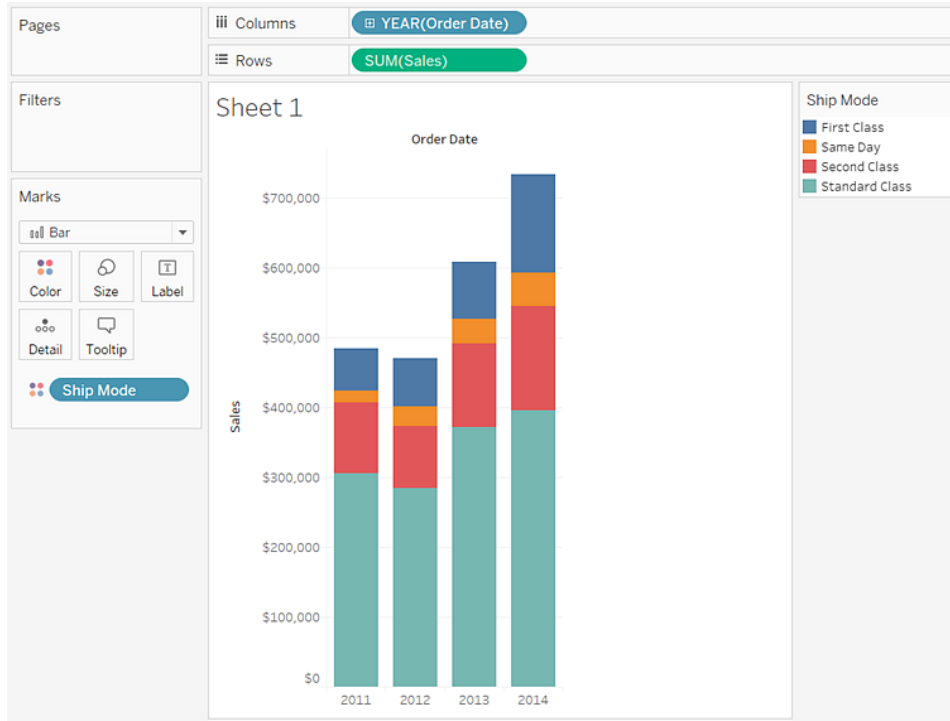 Pages
Columns
YEAR(Order Date)
Rows
SUM(Sales)
Filters
Marks
Bar
Color
Size
Label
Detail
Tooltip
Ship Mode
Sheet 1
Order Date
Sales
$700,000
$600,000
$500,000
$400,000
$300,000
$200,000
$100,000
$0
2011 2012 2013 2014
Ship Mode
First Class
Same Day
Second Class
Standard Class